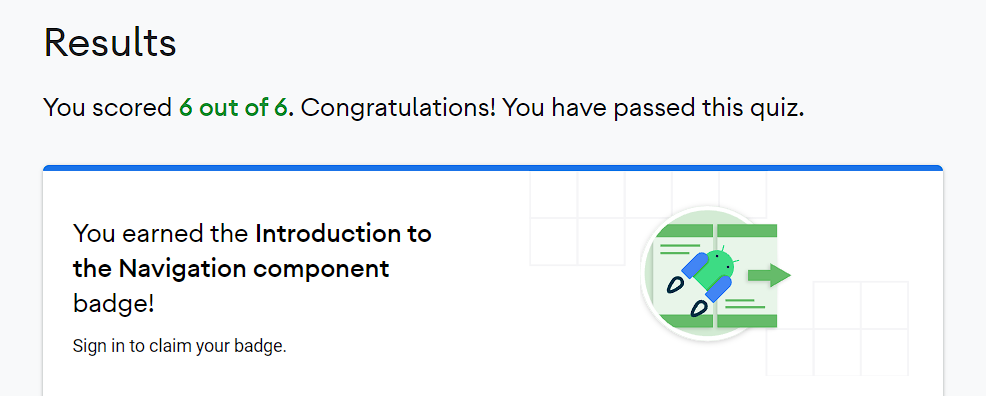 Results
You scored 6 out of 6. Congratulations! You have passed this quiz.
You earned the Introduction to
the Navigation component
badge!
Sign in to claim your badge.